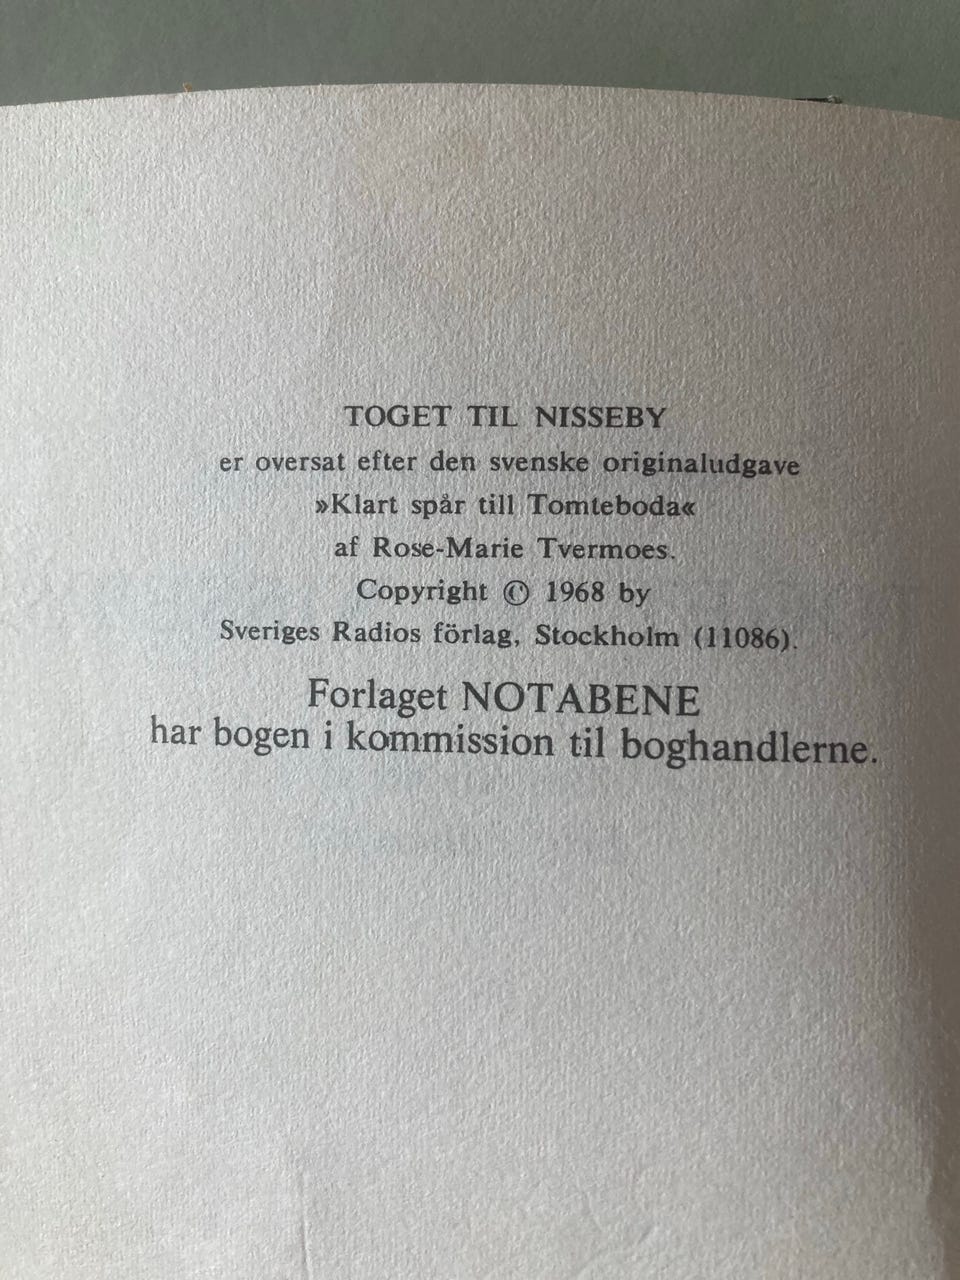 TOGET TIL NISSEBY
er oversat efter den svenske originaludgave
»Klart spår till Tomteboda«
af Rose-Marie Tvermoes.
Copyright © 1968 by
Sveriges Radios förlag, Stockholm (11086).
Forlaget NOTABENE
har bogen i kommission til boghandlerne.